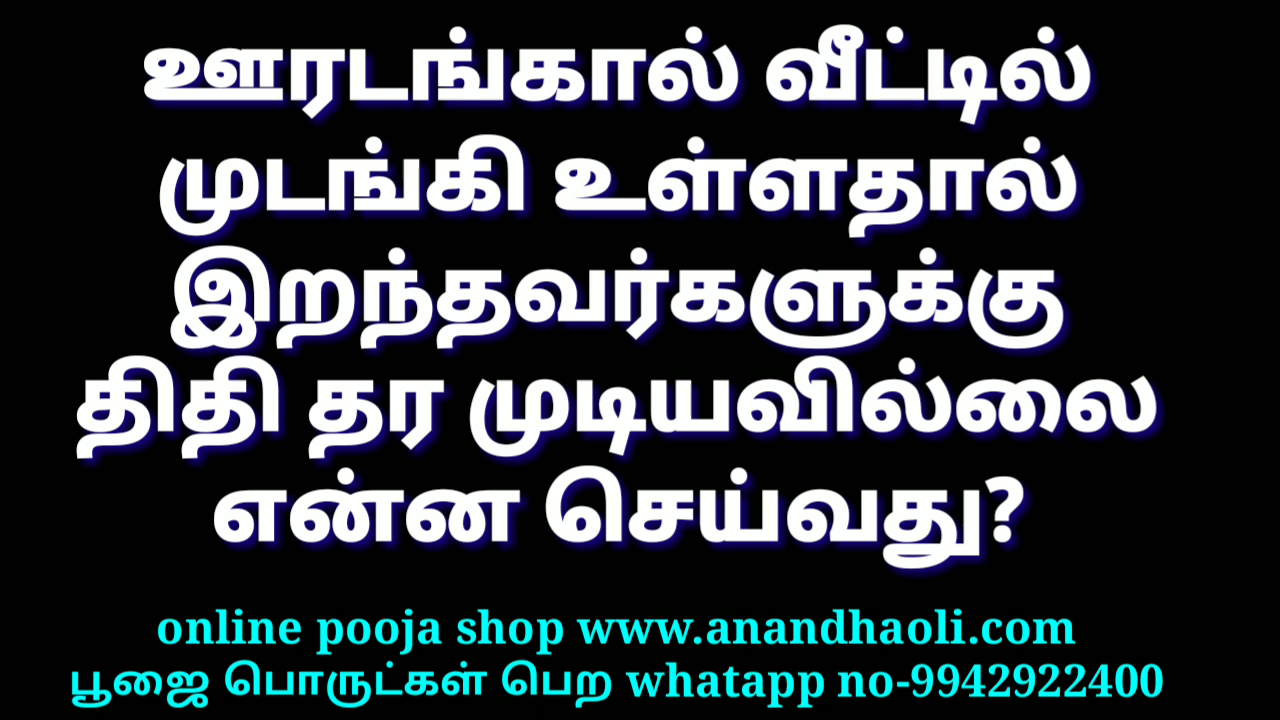 ஊரடங்கால் வீட்டில்
முடங்கி உள்ளதால்
இறந்தவர்களுக்கு
திதி தர முடியவில்லை
என்ன செய்வது?
online pooja shop www.anandhaoli.com
பூஜை பொருட்கள் பெற whatapp no-9942922400